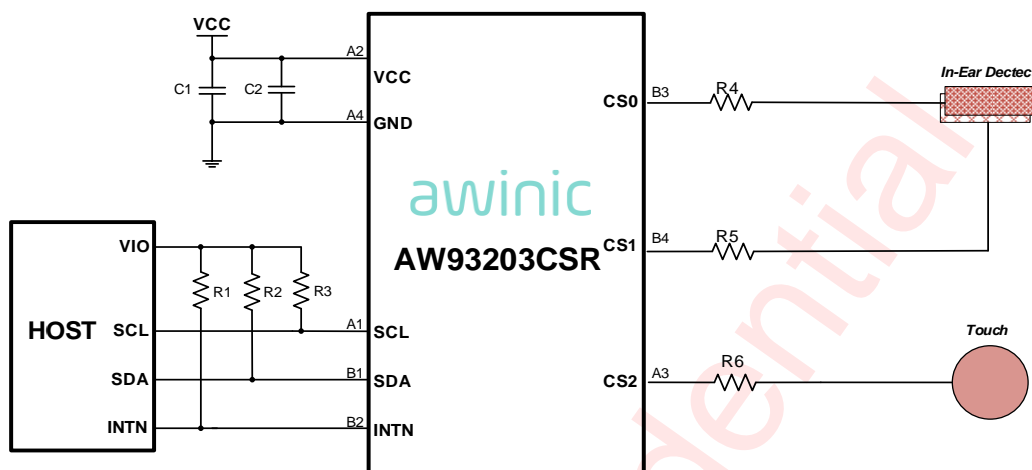 VCC
A2
VCC
C1
C2
A4
GND
awinic
AW93203CSR
CS0
B3
R4
In-Ear Dectec
CS1
B4
R5
HOST
VIO
R1
R2
R3
SCL
A1
SCL
SDA
B1
SDA
INTN
B2
INTN
CS2
A3
R6
Touch
dential